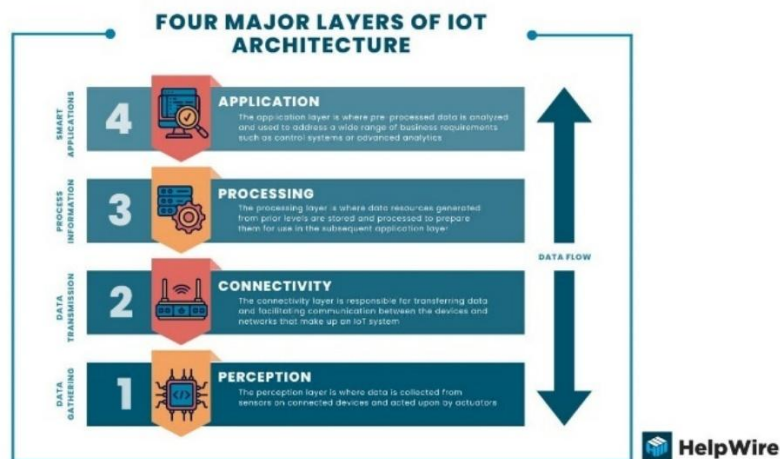 FOUR MAJOR LAYERS OF IOT
ARCHITECTURE
SMART
APPLICATIONS
4
APPLICATION
The application layer is where pre-processed data is analyzed
and used to address a wide range of business requirements
such as control systems or advanced analytics
PROCESS
INFORMATION
3
PROCESSING
The processing layer is where data resources generated
from prior levels are stored and processed to prepare
them for use in the subsequent application layer
DATA FLOW
DATA
TRANSMISSION
2
CONNECTIVITY
The connectivity layer is responsible for transferring data
and facilitating communication between the devices and
networks that make up an IoT system
DATA
GATHERING
1
</>
PERCEPTION
The perception layer is where data is collected from
sensors on connected devices and acted upon by actuators
HelpWire